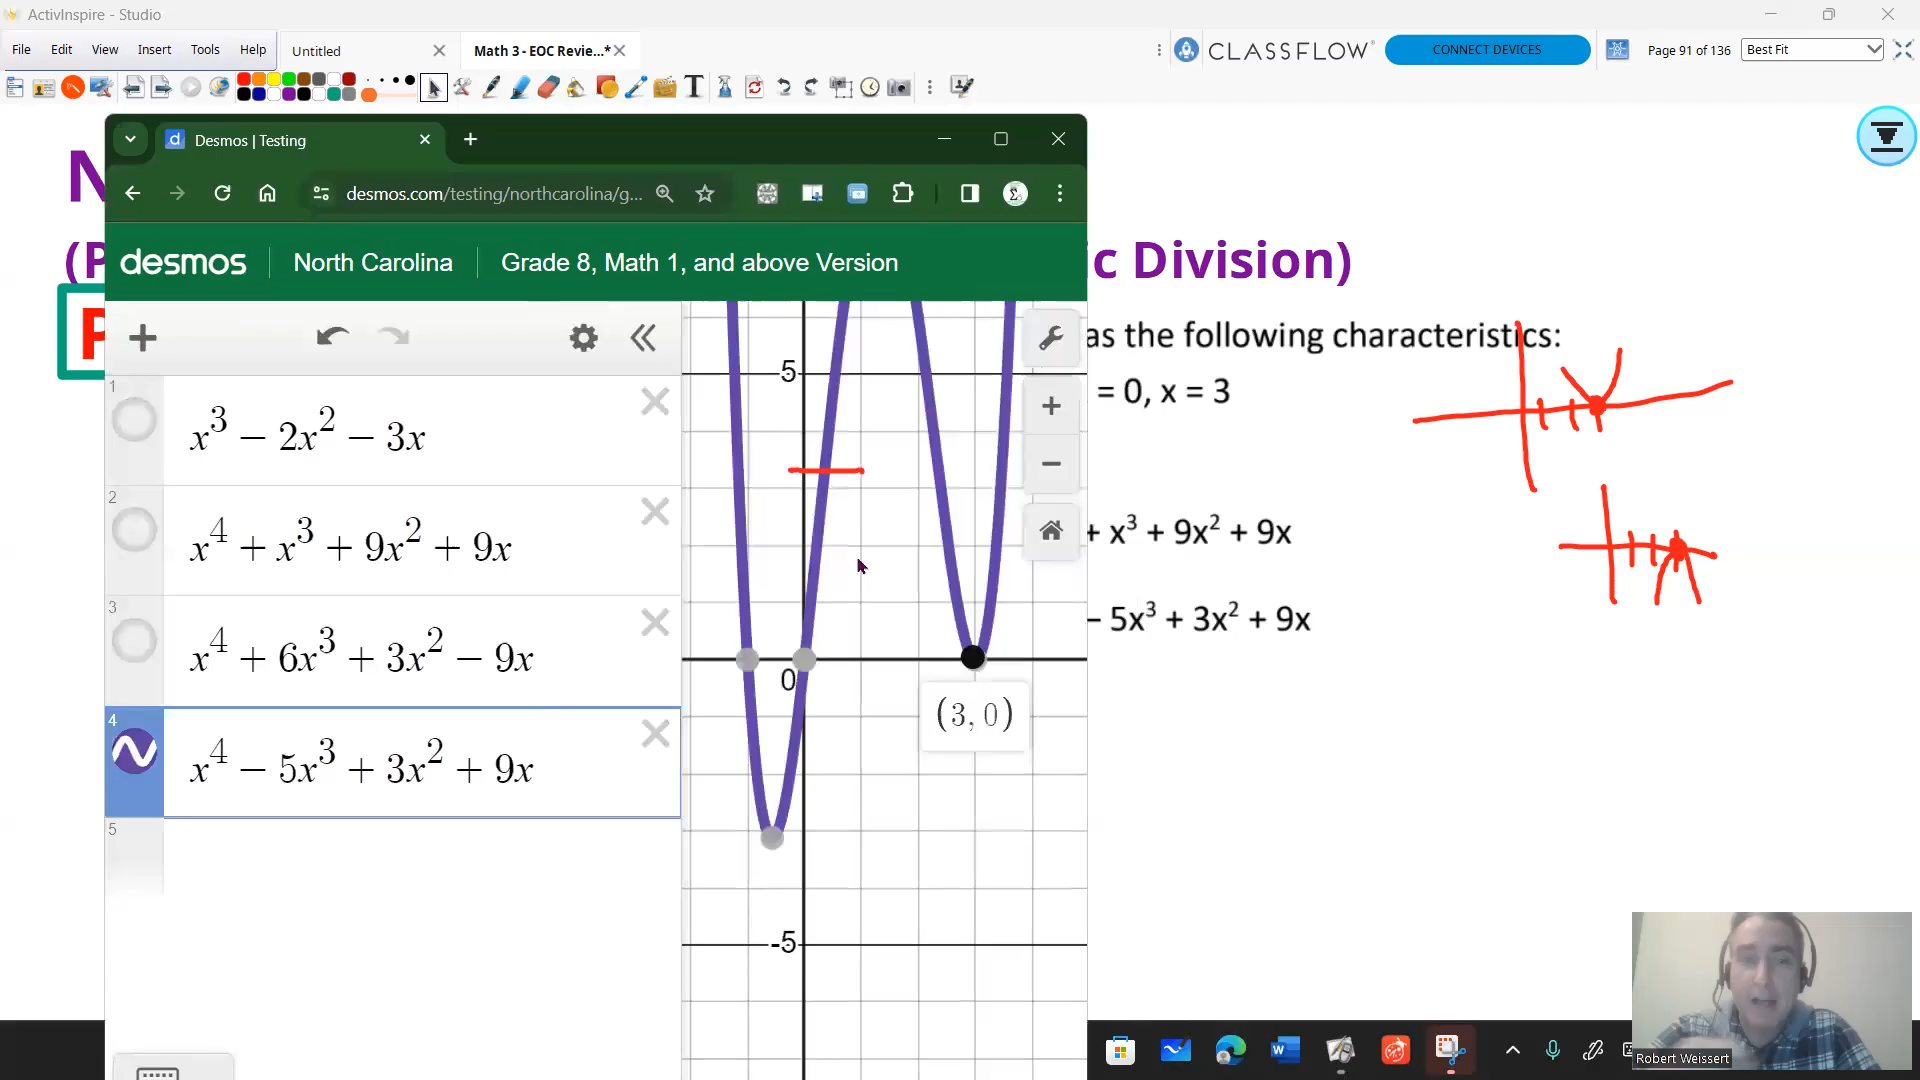 ActivInspire - Studio
File Edit View Insert Tools Help
Untitled
Math 3 - EOC Revie...*
CLASSFLOW
CONNECT DEVICES
Page 91 of 136
Best Fit
Desmos | Testing
desmos.com/testing/northcarolina/g...
desmos
North Carolina
Grade 8, Math 1, and above Version
(P
c Division)
as the following characteristics:
= 0, x = 3
+ x³ + 9x² + 9x
– 5x³ + 3x² + 9x
1
x³ − 2x² − 3x
2
x⁴ + x³ + 9x² + 9x
3
x⁴ + 6x³ + 3x² − 9x
4
x⁴ − 5x³ + 3x² + 9x
5
5
0
(3, 0)
-5
Robert Weissert